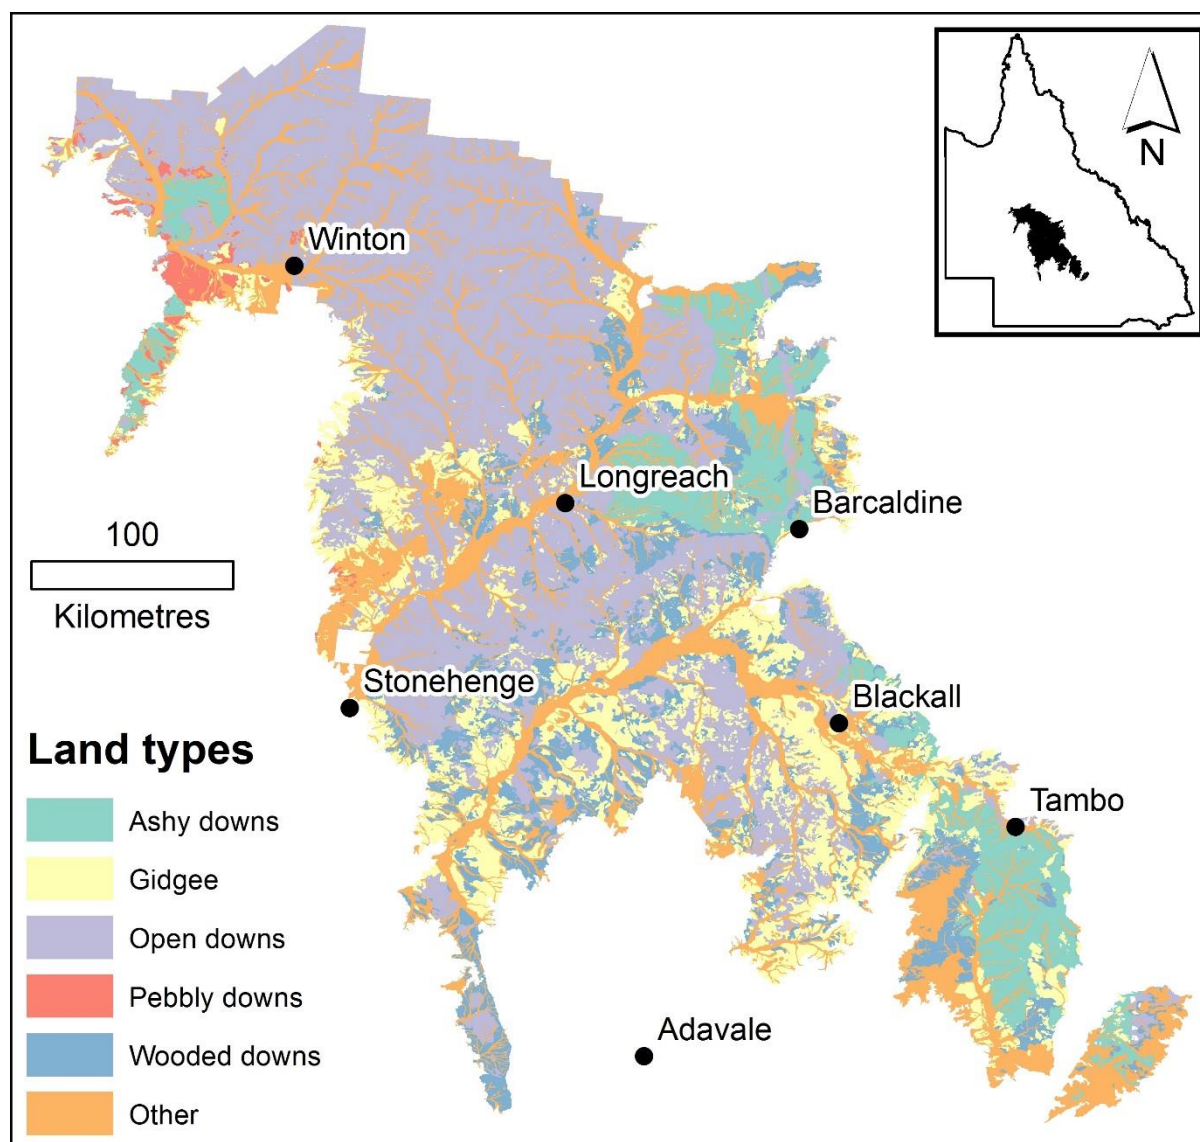 N
Winton
Longreach
Barcaldine
100
Kilometres
Stonehenge
Blackall
Tambo
Adavale
Land types
Ashy downs
Gidgee
Open downs
Pebbly downs
Wooded downs
Other